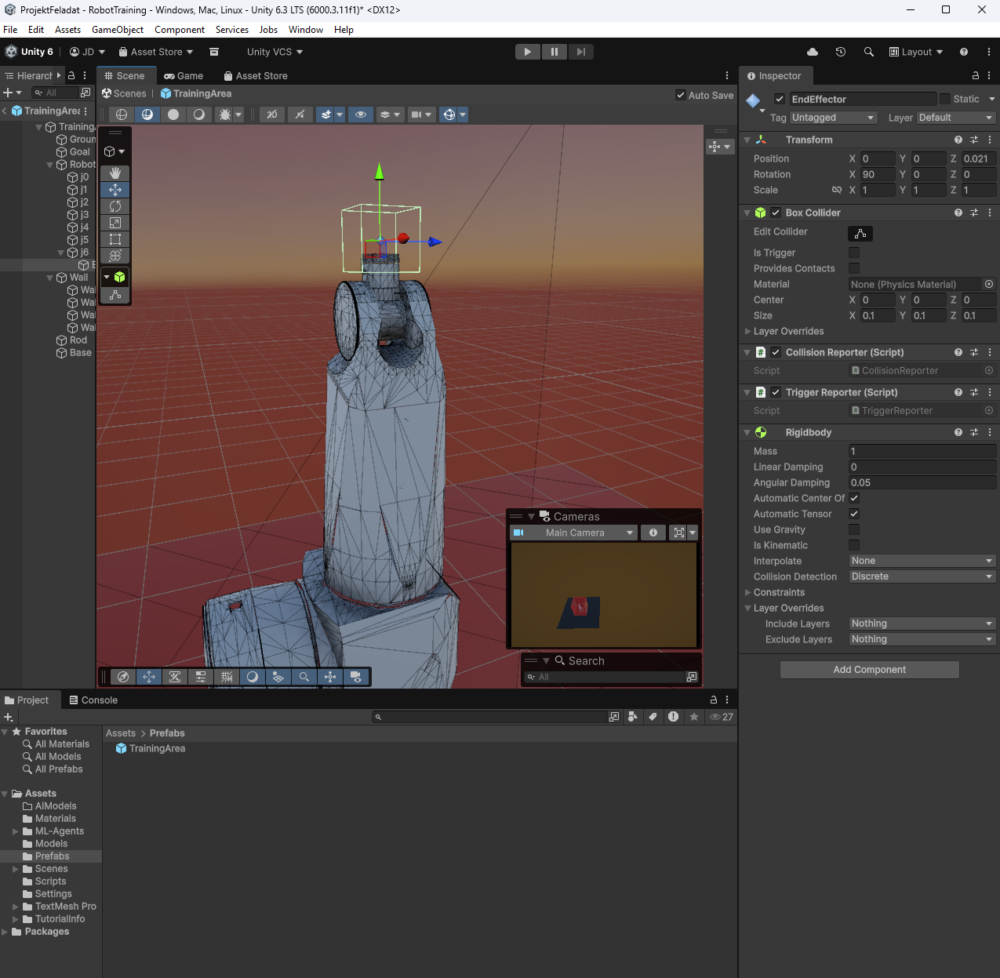 ProjektFeladat - RobotTraining - Windows, Mac, Linux - Unity 6.3 LTS (6000.3.11f1)* <DX12>
File Edit Assets GameObject Component Services Jobs Window Help
Unity 6 JD Asset Store Unity VCS Layout
Hierarch
All
TrainingArea
Training
Groun
Goal
Robot
j0
j1
j2
j3
j4
j5
j6
E
Wall
Wa
Wa
Wa
Wa
Rod
Base
Scene Game Asset Store
Scenes TrainingArea Auto Save
2D
Cameras
Main Camera
Search
All
Inspector
EndEffector Static
Tag Untagged Layer Default
Transform
Position X 0 Y 0 Z 0.021
Rotation X 90 Y 0 Z 0
Scale X 1 Y 1 Z 1
Box Collider
Edit Collider
Is Trigger
Provides Contacts
Material None (Physics Material)
Center X 0 Y 0 Z 0
Size X 0.1 Y 0.1 Z 0.1
Layer Overrides
Collision Reporter (Script)
Script CollisionReporter
Trigger Reporter (Script)
Script TriggerReporter
Rigidbody
Mass 1
Linear Damping 0
Angular Damping 0.05
Automatic Center Of
Automatic Tensor
Use Gravity
Is Kinematic
Interpolate None
Collision Detection Discrete
Constraints
Layer Overrides
Include Layers Nothing
Exclude Layers Nothing
Add Component
Project Console
27
Favorites
All Materials
All Models
All Prefabs
Assets
AIModels
Materials
ML-Agents
Models
Prefabs
Scenes
Scripts
Settings
TextMesh Pro
TutorialInfo
Packages
Assets > Prefabs
TrainingArea